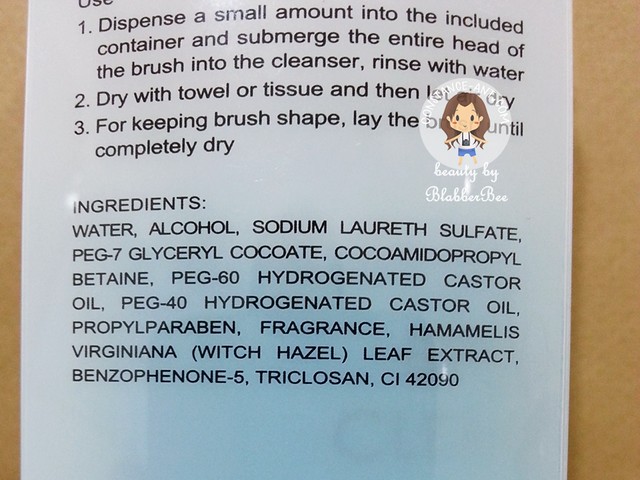 Use
1. Dispense a small amount into the included
container and submerge the entire head of
the brush into the cleanser, rinse with water
2. Dry with towel or tissue and then dry
3. For keeping brush shape, lay the until
completely dry
beauty by
BlabberBee
INGREDIENTS:
WATER, ALCOHOL, SODIUM LAURETH SULFATE,
PEG-7 GLYCERYL COCOATE, COCOAMIDOPROPYL
BETAINE, PEG-60 HYDROGENATED CASTOR
OIL, PEG-40 HYDROGENATED CASTOR OIL,
PROPYLPARABEN, FRAGRANCE, HAMAMELIS
VIRGINIANA (WITCH HAZEL) LEAF EXTRACT,
BENZOPHENONE-5, TRICLOSAN, CI 42090